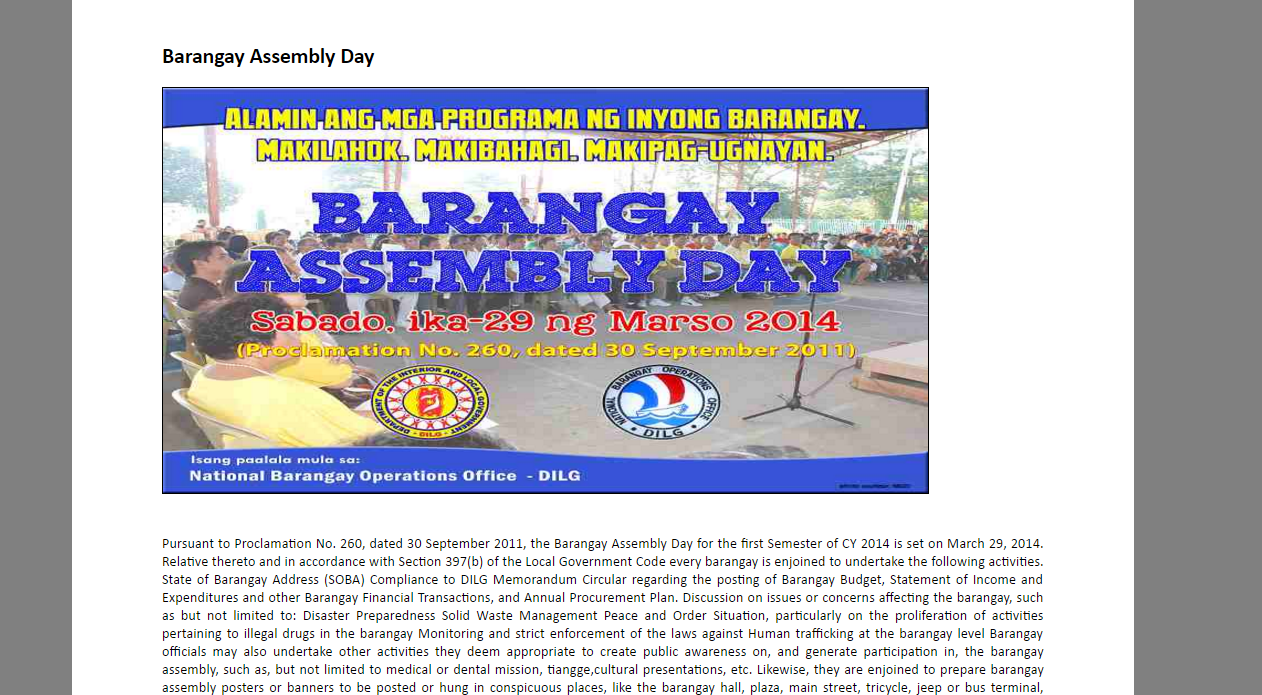 Barangay Assembly Day
ALAMIN ANG MGA PROGRAMA NG INYONG BARANGAY.
MAKILAHOK. MAKIBAHAGI. MAKIPAG-UGNAYAN.
BARANGAY
ASSEMBLY DAY
Sabado, ika-29 ng Marso 2014
(Proclamation No. 260, dated 30 September 2011)
DEPARTMENT OF THE INTERIOR AND LOCAL GOVERNMENT
- DILG -
NATIONAL BARANGAY OPERATIONS OFFICE
• DILG •
Isang paalala mula sa:
National Barangay Operations Office - DILG
Pursuant to Proclamation No. 260, dated 30 September 2011, the Barangay Assembly Day for the first Semester of CY 2014 is set on March 29, 2014.
Relative thereto and in accordance with Section 397(b) of the Local Government Code every barangay is enjoined to undertake the following activities.
State of Barangay Address (SOBA) Compliance to DILG Memorandum Circular regarding the posting of Barangay Budget, Statement of Income and
Expenditures and other Barangay Financial Transactions, and Annual Procurement Plan. Discussion on issues or concerns affecting the barangay, such
as but not limited to: Disaster Preparedness Solid Waste Management Peace and Order Situation, particularly on the proliferation of activities
pertaining to illegal drugs in the barangay Monitoring and strict enforcement of the laws against Human trafficking at the barangay level Barangay
officials may also undertake other activities they deem appropriate to create public awareness on, and generate participation in, the barangay
assembly, such as, but not limited to medical or dental mission, tiangge,cultural presentations, etc. Likewise, they are enjoined to prepare barangay
assembly posters or banners to be posted or hung in conspicuous places, like the barangay hall, plaza, main street, tricycle, jeep or bus terminal,